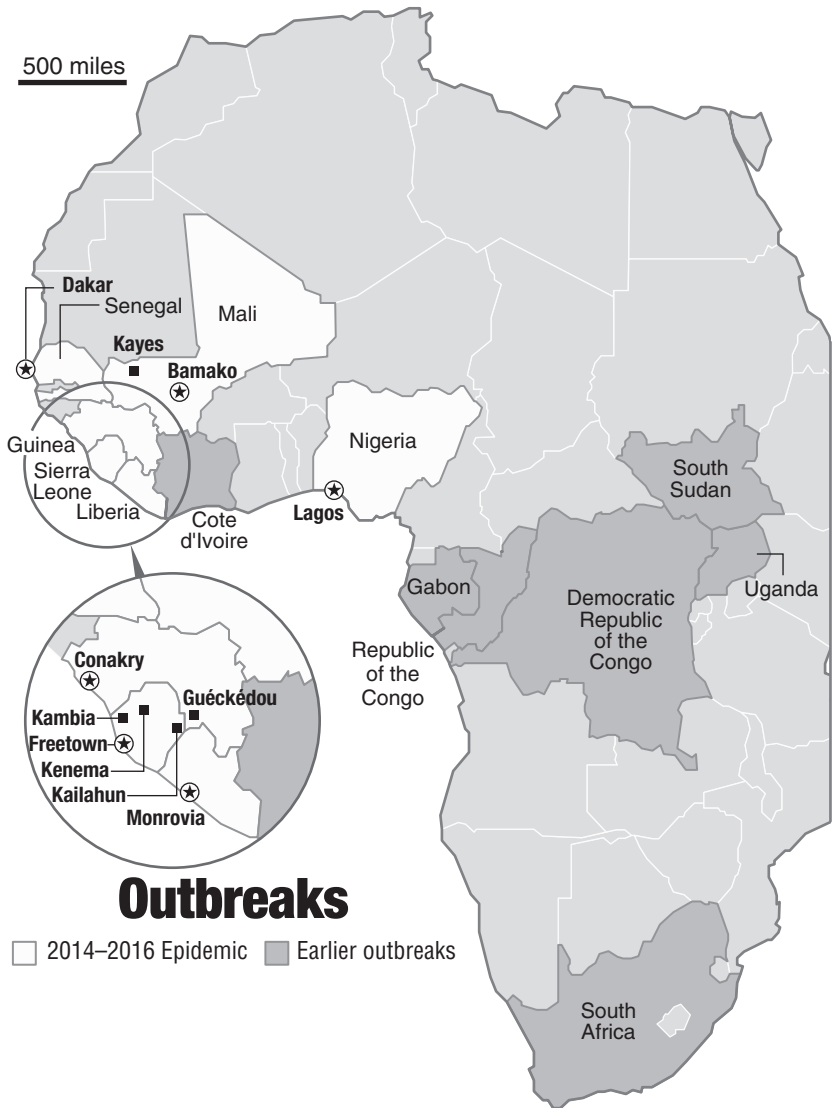 500 miles
Dakar
Senegal
Mali
Kayes
Bamako
Guinea
Sierra
Leone
Liberia
Nigeria
Lagos
Cote
d'Ivoire
South
Sudan
Uganda
Gabon
Democratic
Republic
of the
Congo
Republic
of the
Congo
Conakry
Guéckédou
Kambia
Freetown
Kenema
Kailahun
Monrovia
Outbreaks
2014–2016 Epidemic
Earlier outbreaks
South
Africa